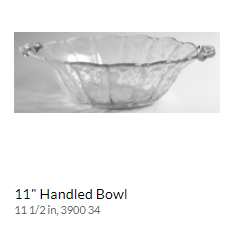 11" Handled Bowl
11 1/2 in, 3900 34